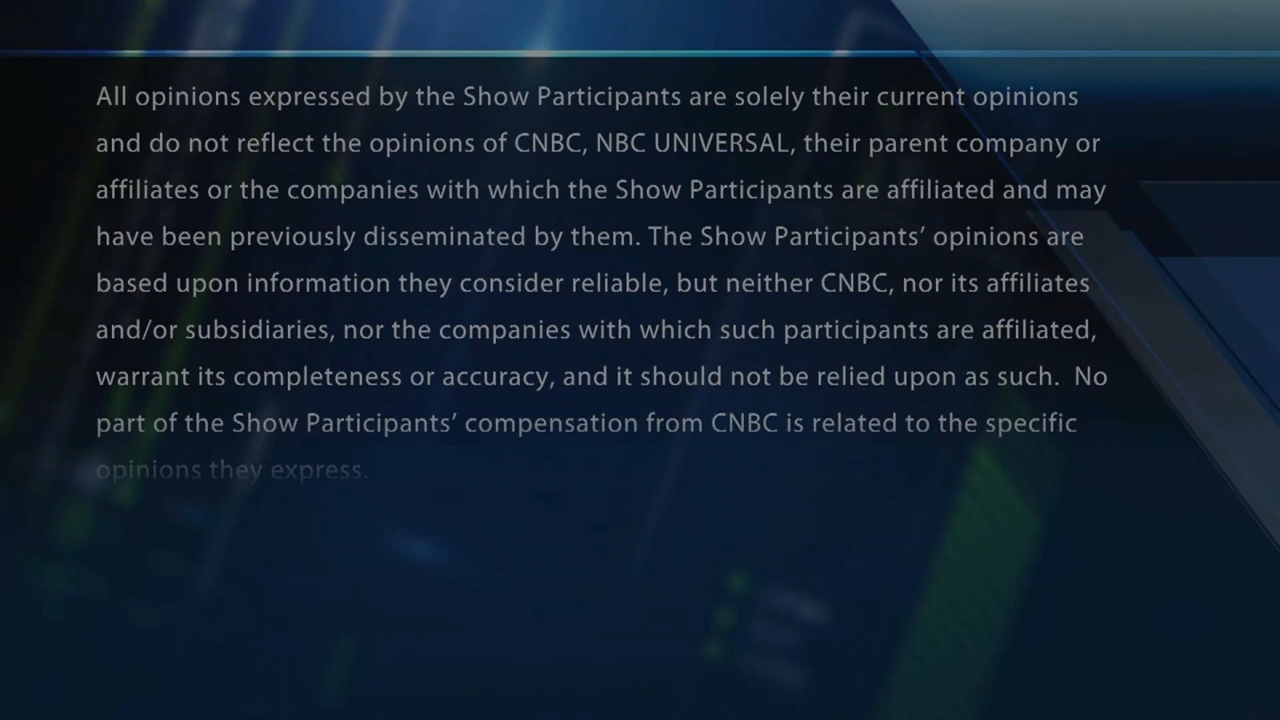 All opinions expressed by the Show Participants are solely their current opinions
and do not reflect the opinions of CNBC, NBC UNIVERSAL, their parent company or
affiliates or the companies with which the Show Participants are affiliated and may
have been previously disseminated by them. The Show Participants’ opinions are
based upon information they consider reliable, but neither CNBC, nor its affiliates
and/or subsidiaries, nor the companies with which such participants are affiliated,
warrant its completeness or accuracy, and it should not be relied upon as such.  No
part of the Show Participants’ compensation from CNBC is related to the specific
opinions they express.